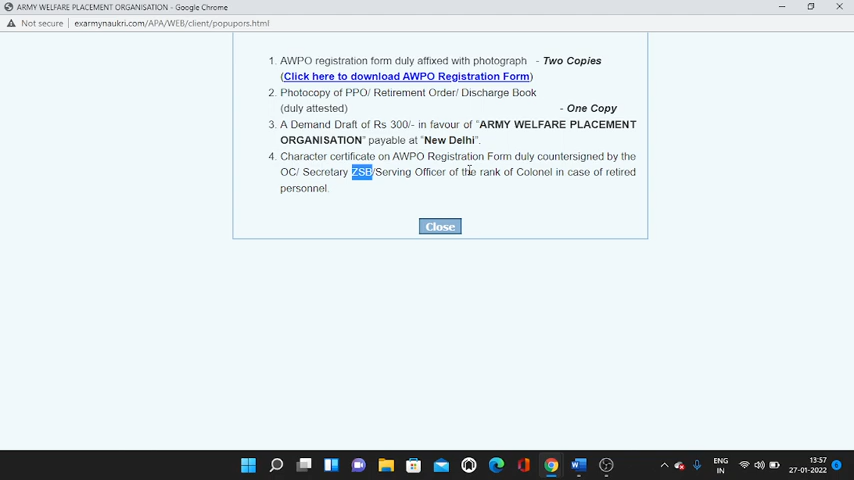 ARMY WELFARE PLACEMENT ORGANISATION - Google Chrome
Not secure | exarmynaukri.com/APA/WEB/client/popupors.html
1. AWPO registration form duly affixed with photograph - Two Copies
(Click here to download AWPO Registration Form)
2. Photocopy of PPO/ Retirement Order/ Discharge Book
(duly attested) - One Copy
3. A Demand Draft of Rs 300/- in favour of "ARMY WELFARE PLACEMENT
ORGANISATION" payable at "New Delhi".
4. Character certificate on AWPO Registration Form duly countersigned by the
OC/ Secretary ZSB/Serving Officer of the rank of Colonel in case of retired
personnel.
Close
ENG
IN
13:57
27-01-2022